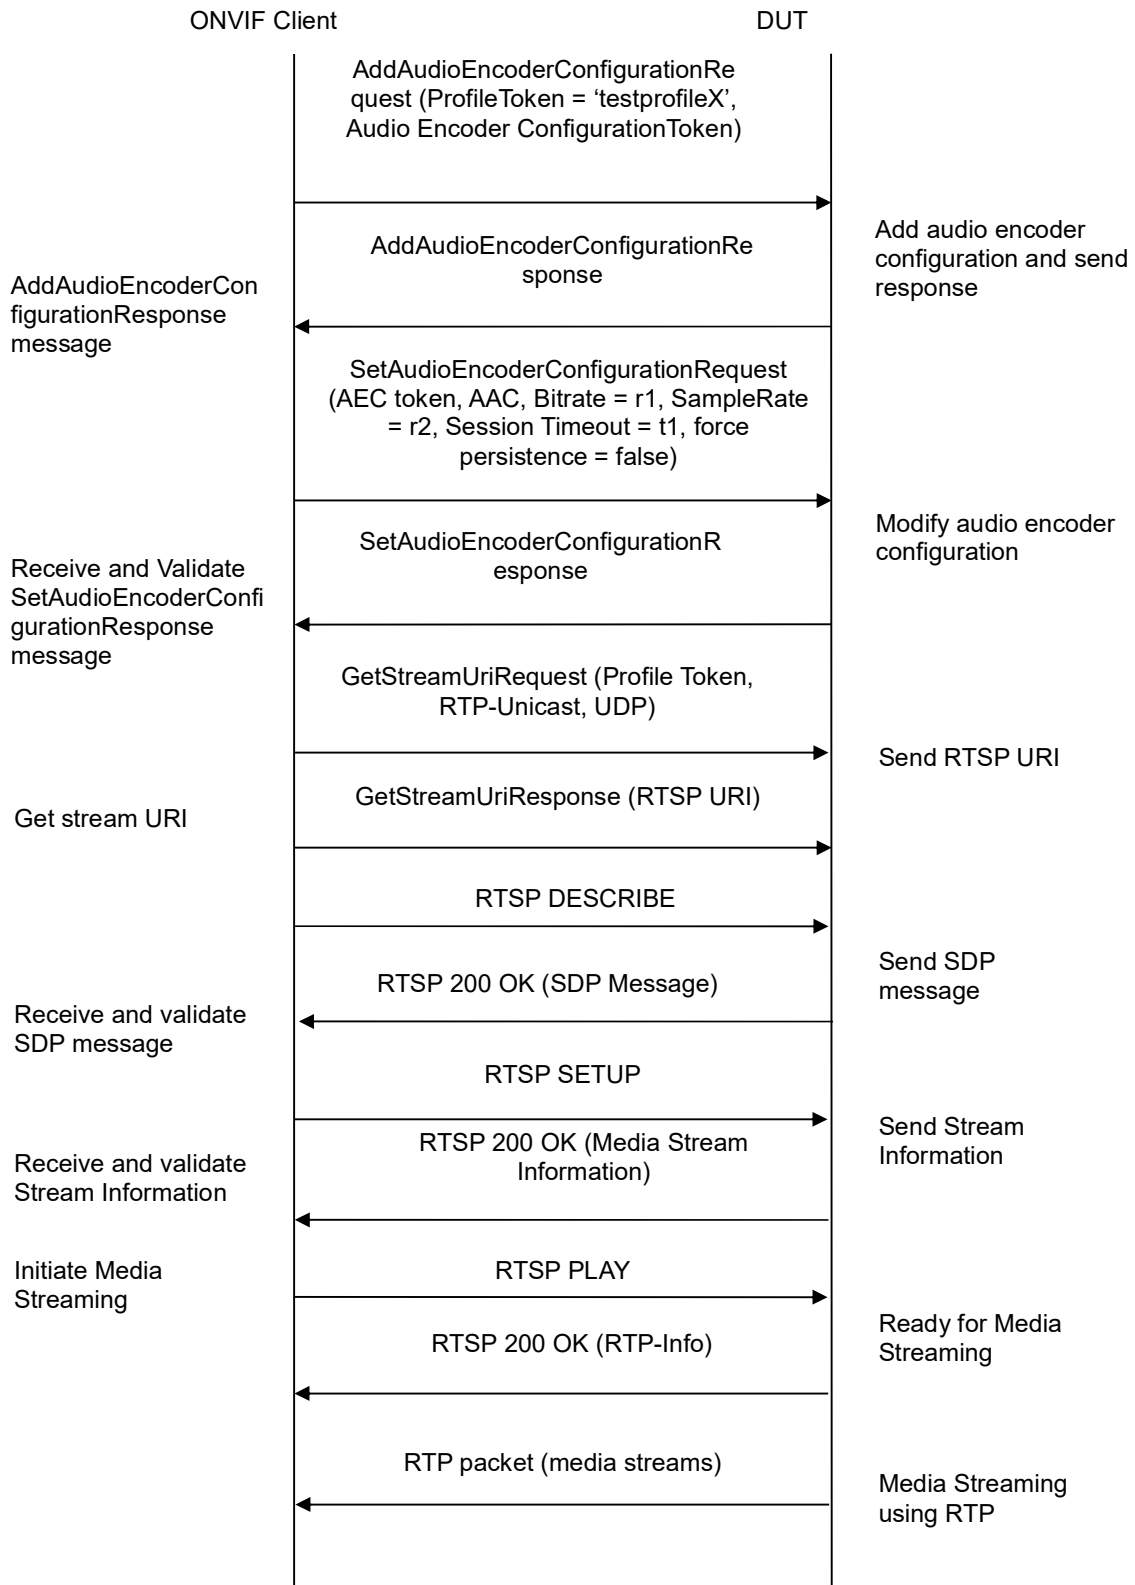 ONVIF Client
DUT
AddAudioEncoderConfigurationRe
quest (ProfileToken = ‘testprofileX’,
Audio Encoder ConfigurationToken)
Add audio encoder
configuration and send
response
AddAudioEncoderConfigurationRe
sponse
AddAudioEncoderCon
figurationResponse
message
SetAudioEncoderConfigurationRequest
(AEC token, AAC, Bitrate = r1, SampleRate
= r2, Session Timeout = t1, force
persistence = false)
Modify audio encoder
configuration
SetAudioEncoderConfigurationR
esponse
Receive and Validate
SetAudioEncoderConfi
gurationResponse
message
GetStreamUriRequest (Profile Token,
RTP-Unicast, UDP)
Send RTSP URI
GetStreamUriResponse (RTSP URI)
Get stream URI
RTSP DESCRIBE
Send SDP
message
RTSP 200 OK (SDP Message)
Receive and validate
SDP message
RTSP SETUP
Send Stream
Information
RTSP 200 OK (Media Stream
Information)
Receive and validate
Stream Information
Initiate Media
Streaming
RTSP PLAY
Ready for Media
Streaming
RTSP 200 OK (RTP-Info)
RTP packet (media streams)
Media Streaming
using RTP